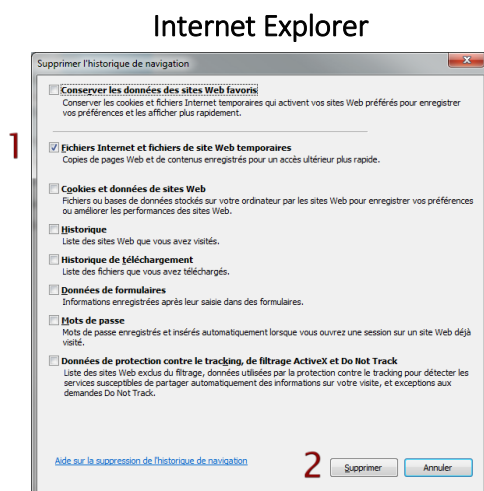 Internet Explorer
Supprimer l'historique de navigation
Conserver les données des sites Web favoris
Conserver les cookies et fichiers Internet temporaires qui activent vos sites Web préférés pour enregistrer
vos préférences et les afficher plus rapidement.
1
Fichiers Internet et fichiers de site Web temporaires
Copies de pages Web et de contenus enregistrés pour un accès ultérieur plus rapide.
Cookies et données de sites Web
Fichiers ou bases de données stockés sur votre ordinateur par les sites Web pour enregistrer vos préférences
ou améliorer les performances des sites Web.
Historique
Liste des sites Web que vous avez visités.
Historique de téléchargement
Liste des fichiers que vous avez téléchargés.
Données de formulaires
Informations enregistrées après leur saisie dans des formulaires.
Mots de passe
Mots de passe enregistrés et insérés automatiquement lorsque vous ouvrez une session sur un site Web déjà
visité.
Données de protection contre le tracking, de filtrage ActiveX et Do Not Track
Liste des sites Web exclus du filtrage, données utilisées par la protection contre le tracking pour détecter les
services susceptibles de partager automatiquement des informations sur votre visite, et exceptions aux
demandes Do Not Track.
Aide sur la suppression de l'historique de navigation
2
Supprimer
Annuler